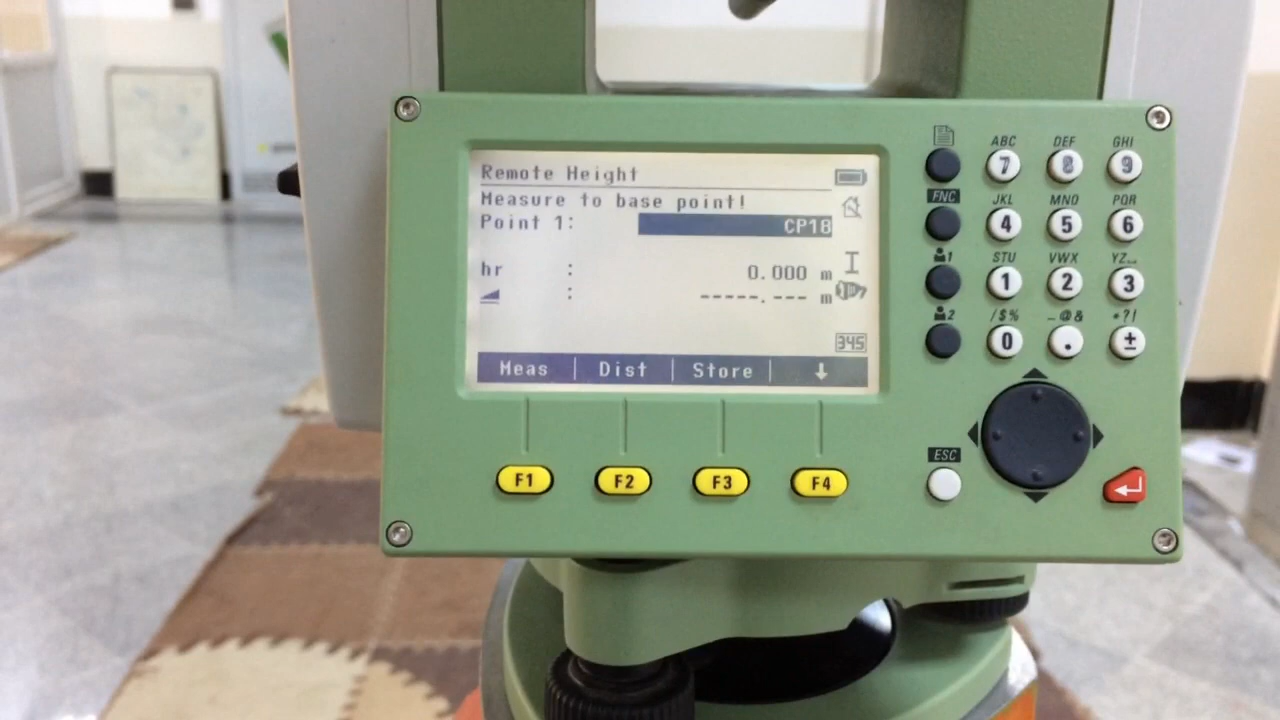 Remote Height
Measure to base point!
Point 1: CP18
hr : 0.000 m
: -----.--- m
345
Meas Dist Store ↓
F1 F2 F3 F4
ABC DEF GHI
7 8 9
FNC JKL MNO PQR
4 5 6
1 STU VWX YZ
1 2 3
2 /$% _@& *?!
0 . ±
ESC